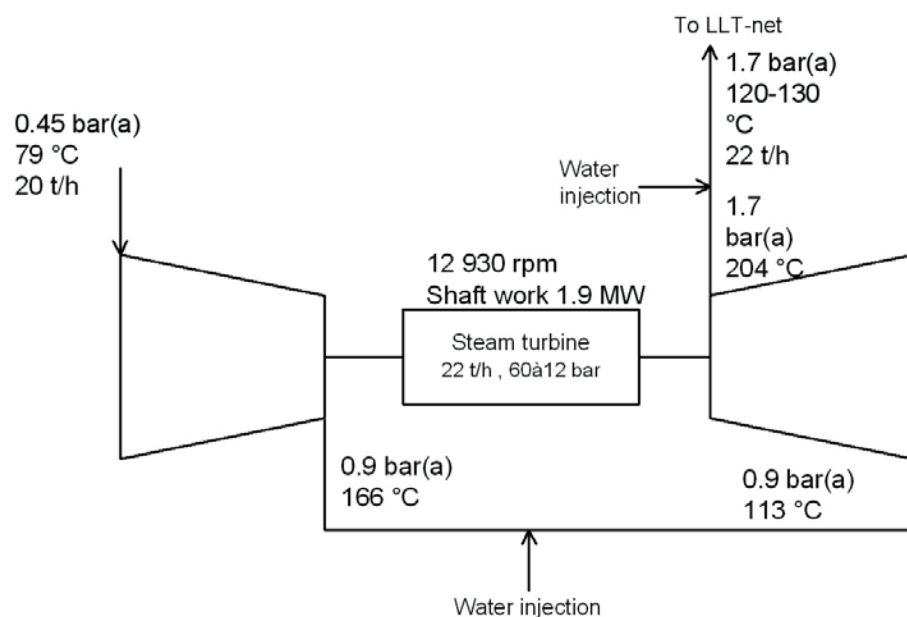 To LLT-net
1.7 bar(a)
120-130
°C
22 t/h
0.45 bar(a)
79 °C
20 t/h
Water
injection
1.7
bar(a)
204 °C
12 930 rpm
Shaft work 1.9 MW
Steam turbine
22 t/h , 60à12 bar
0.9 bar(a)
166 °C
0.9 bar(a)
113 °C
Water injection